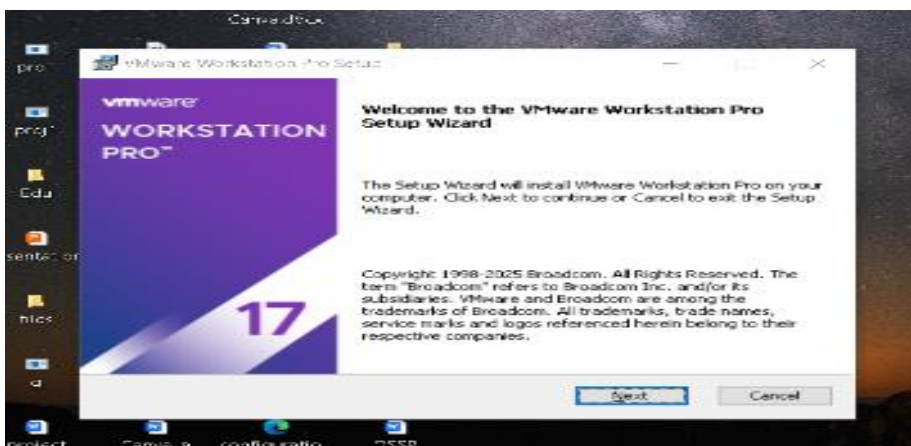 pro
VMware Workstation Pro Setup
vmware
WORKSTATION
PRO™
17
Welcome to the VMware Workstation Pro
Setup Wizard
The Setup Wizard will install VMware Workstation Pro on your
computer. Click Next to continue or Cancel to exit the Setup
Wizard.
Copyright 1998-2025 Broadcom. All Rights Reserved. The
term "Broadcom" refers to Broadcom Inc. and/or its
subsidiaries. VMware and Broadcom are among the
trademarks of Broadcom. All trademarks, trade names,
service marks and logos referenced herein belong to their
respective companies.
Next
Cancel
Edu
files
project